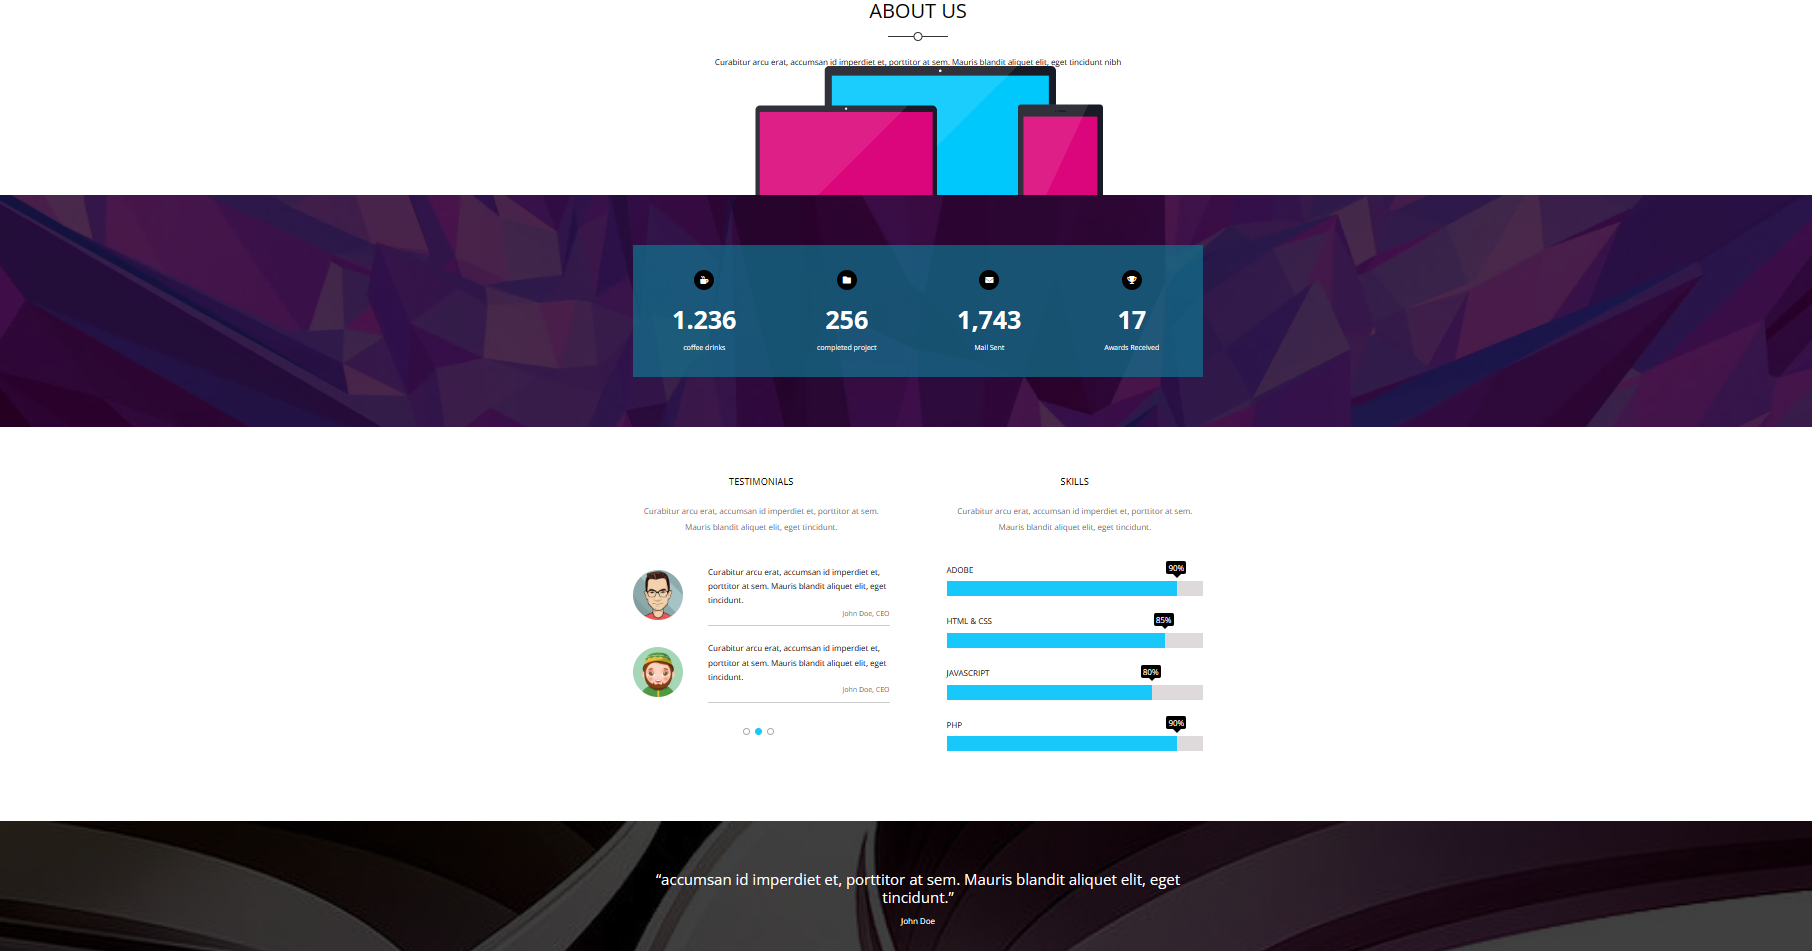 ABOUT US
Curabitur arcu erat, accumsan id imperdiet et, porttitor at sem. Mauris blandit aliquet elit, eget tincidunt nibh
1.236
coffee drinks
256
completed project
1,743
Mail Sent
17
Awards Received
TESTIMONIALS
Curabitur arcu erat, accumsan id imperdiet et, porttitor at sem.
Mauris blandit aliquet elit, eget tincidunt.
Curabitur arcu erat, accumsan id imperdiet et,
porttitor at sem. Mauris blandit aliquet elit, eget
tincidunt.
John Doe, CEO
Curabitur arcu erat, accumsan id imperdiet et,
porttitor at sem. Mauris blandit aliquet elit, eget
tincidunt.
John Doe, CEO
SKILLS
Curabitur arcu erat, accumsan id imperdiet et, porttitor at sem.
Mauris blandit aliquet elit, eget tincidunt.
ADOBE
90%
HTML & CSS
85%
JAVASCRIPT
80%
PHP
90%
“accumsan id imperdiet et, porttitor at sem. Mauris blandit aliquet elit, eget
tincidunt.”
John Doe